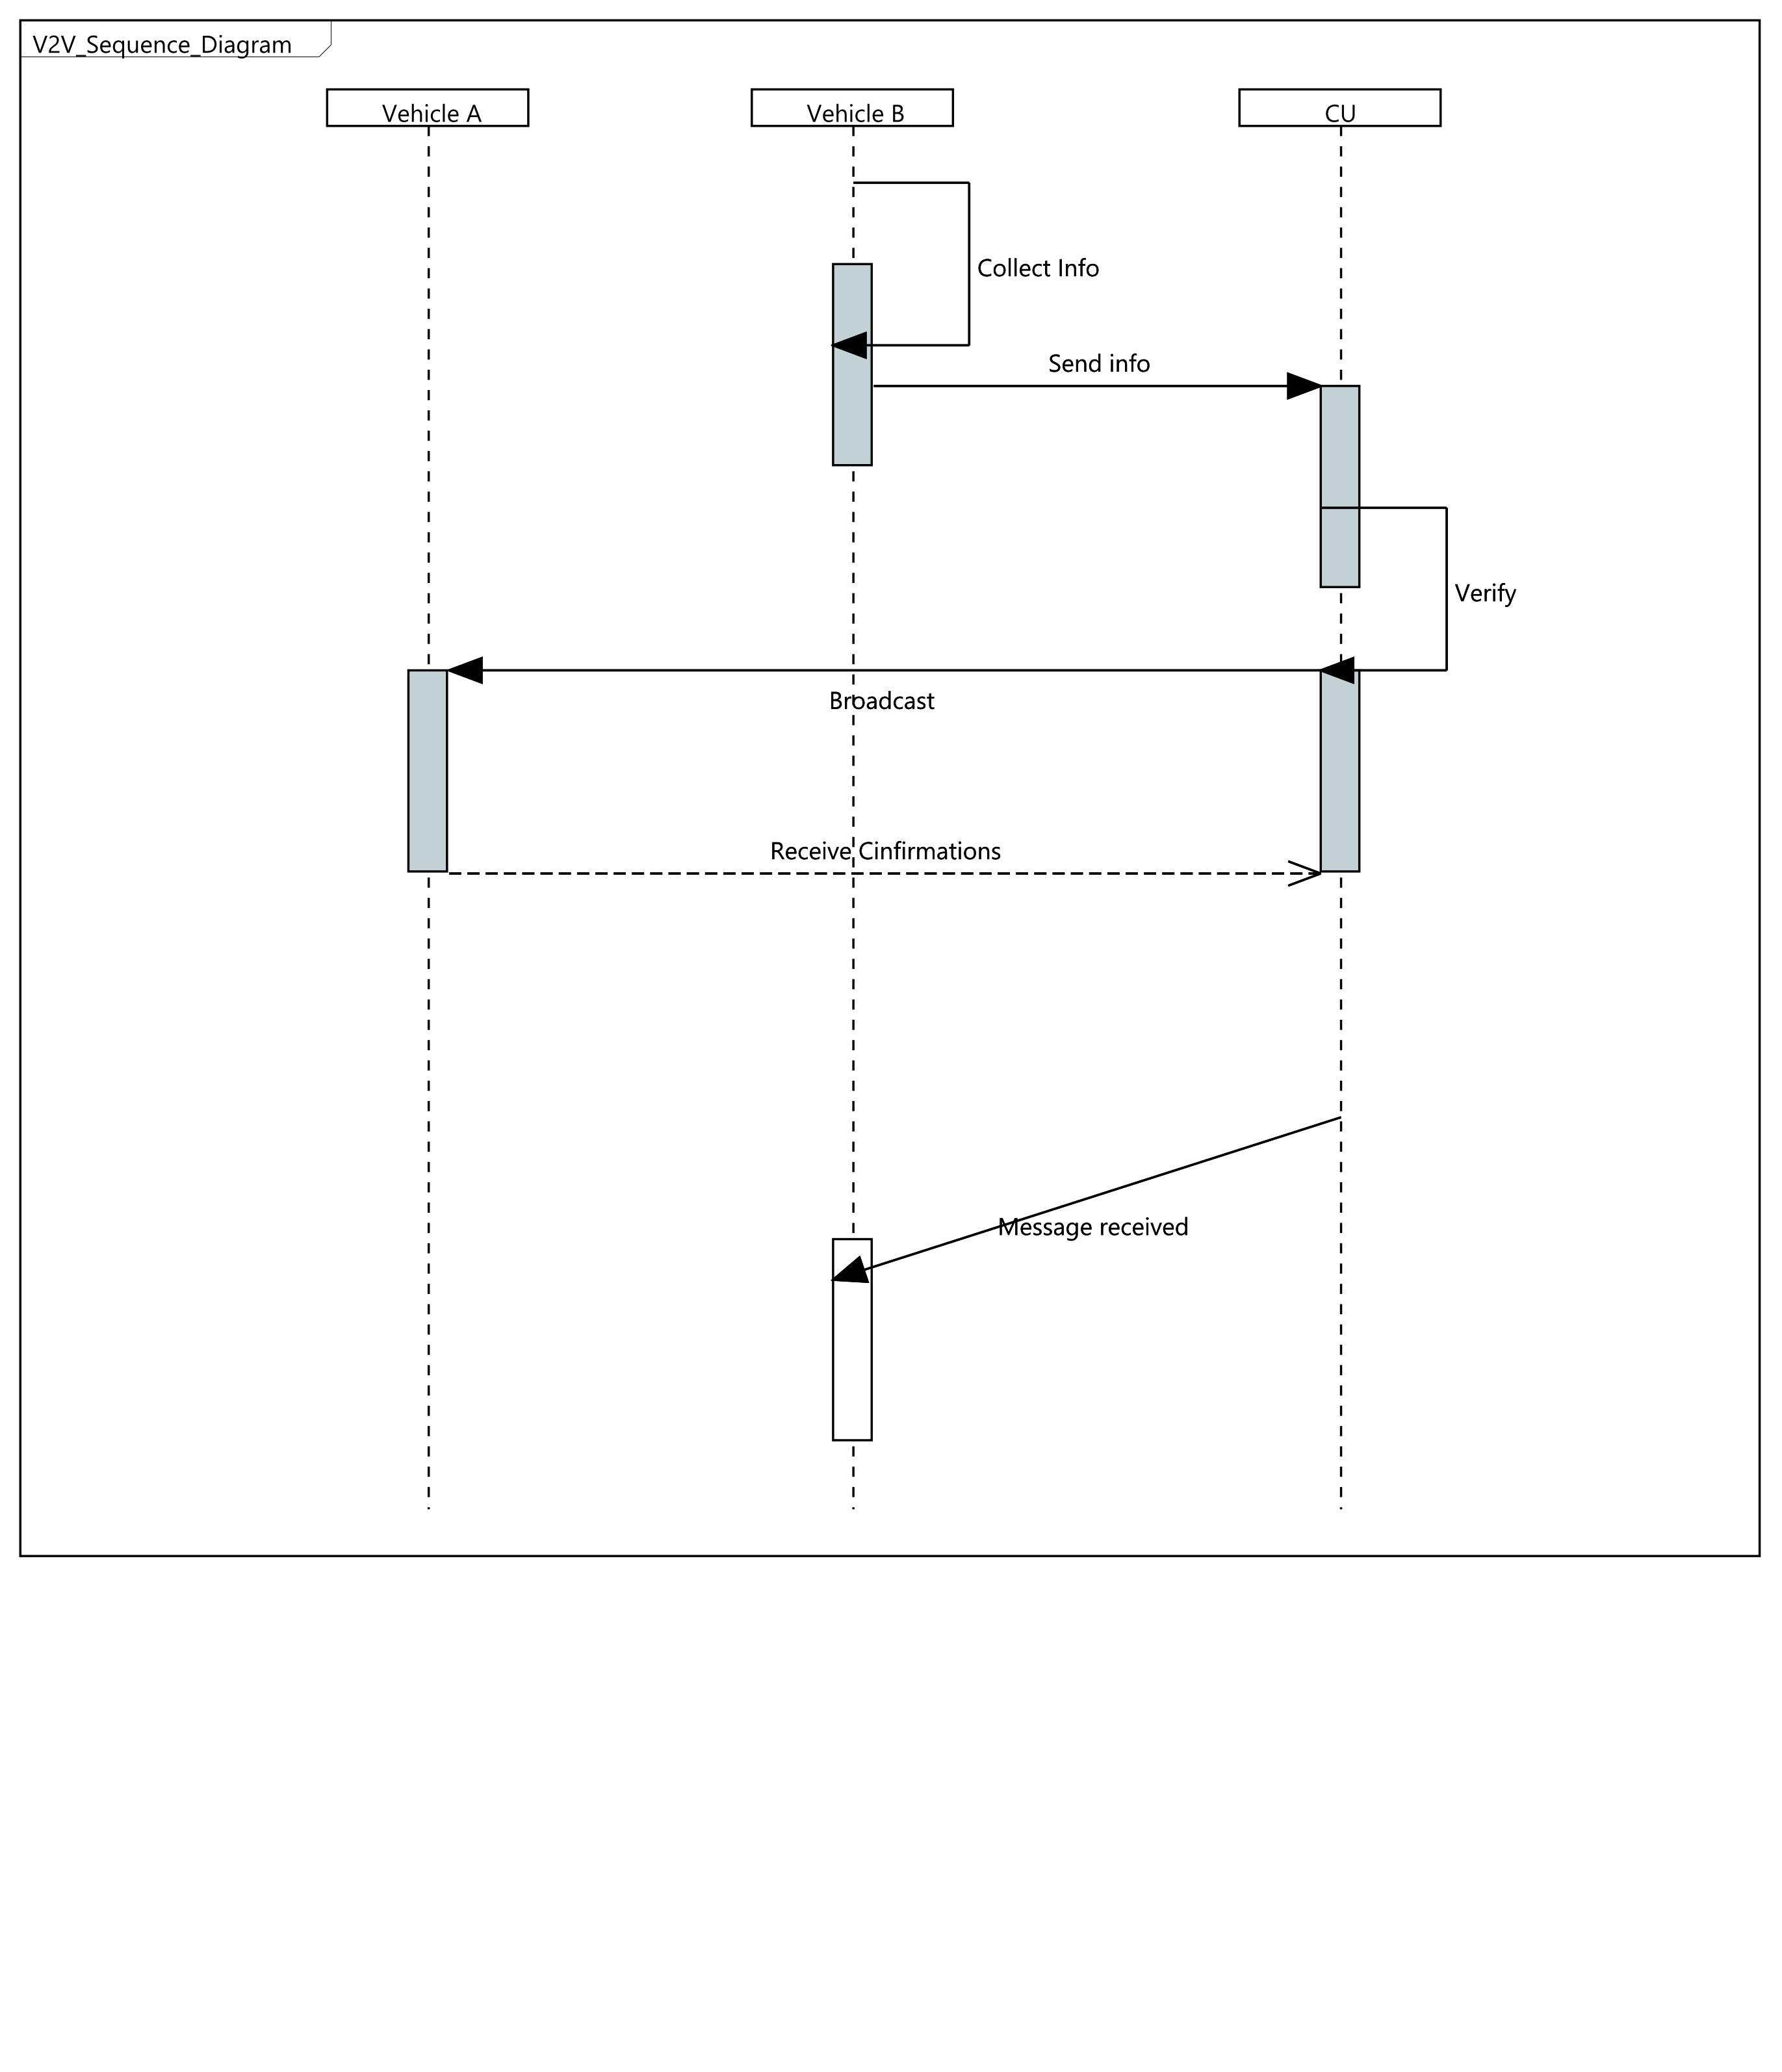 V2V_Sequence_Diagram
Vehicle A
Vehicle B
CU
Collect Info
Send info
Verify
Broadcast
Receive Cinfirmations
Message received